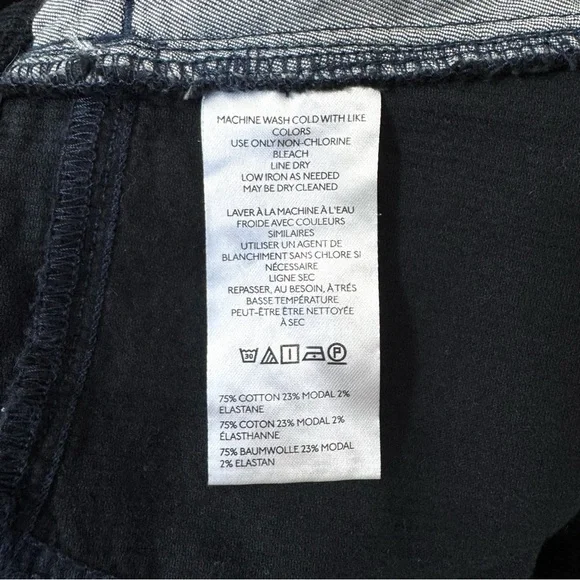 MACHINE WASH COLD WITH LIKE
COLORS
USE ONLY NON-CHLORINE
BLEACH
LINE DRY
LOW IRON AS NEEDED
MAY BE DRY CLEANED
LAVER À LA MACHINE À L'EAU
FROIDE AVEC COULEURS
SIMILAIRES
UTILISER UN AGENT DE
BLANCHIMENT SANS CHLORE SI
NÉCESSAIRE
LIGNE SEC
REPASSER, AU BESOIN, À TRÉS
BASSE TEMPÉRATURE
PEUT-ÊTRE ÊTRE NETTOYÉE
À SEC
30 P
75% COTTON 23% MODAL 2%
ELASTANE
75% COTON 23% MODAL 2%
ÉLASTHANNE
75% BAUMWOLLE 23% MODAL
2% ELASTAN